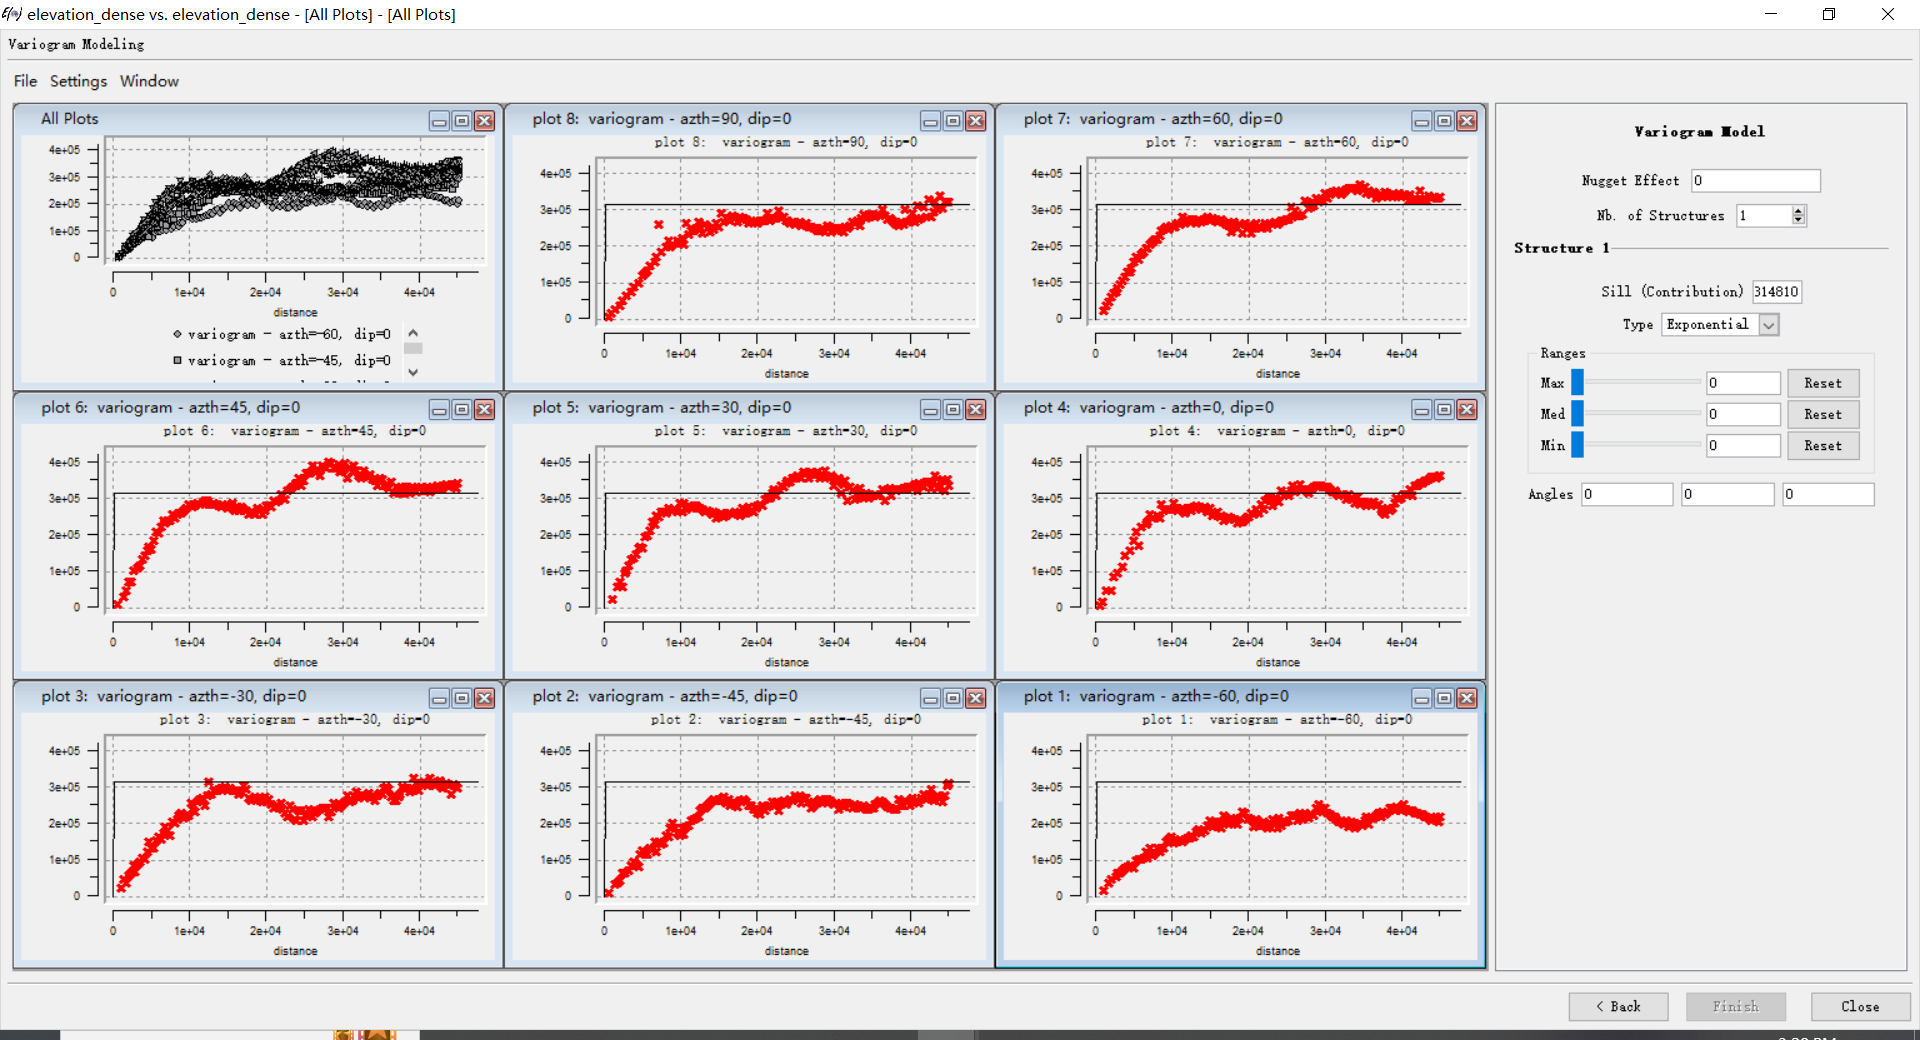 elevation_dense vs. elevation_dense - [All Plots] - [All Plots]
Variogram Modeling
File Settings Window
All Plots
4e+05
3e+05
2e+05
1e+05
0
0 1e+04 2e+04 3e+04 4e+04
distance
variogram - azth=-60, dip=0
variogram - azth=-45, dip=0
plot 8: variogram - azth=90, dip=0
plot 8: variogram - azth=90, dip=0
4e+05
3e+05
2e+05
1e+05
0
0 1e+04 2e+04 3e+04 4e+04
distance
plot 7: variogram - azth=60, dip=0
plot 7: variogram - azth=60, dip=0
4e+05
3e+05
2e+05
1e+05
0
0 1e+04 2e+04 3e+04 4e+04
distance
plot 6: variogram - azth=45, dip=0
plot 6: variogram - azth=45, dip=0
4e+05
3e+05
2e+05
1e+05
0
0 1e+04 2e+04 3e+04 4e+04
distance
plot 5: variogram - azth=30, dip=0
plot 5: variogram - azth=30, dip=0
4e+05
3e+05
2e+05
1e+05
0
0 1e+04 2e+04 3e+04 4e+04
distance
plot 4: variogram - azth=0, dip=0
plot 4: variogram - azth=0, dip=0
4e+05
3e+05
2e+05
1e+05
0
0 1e+04 2e+04 3e+04 4e+04
distance
plot 3: variogram - azth=-30, dip=0
plot 3: variogram - azth=-30, dip=0
4e+05
3e+05
2e+05
1e+05
0
0 1e+04 2e+04 3e+04 4e+04
distance
plot 2: variogram - azth=-45, dip=0
plot 2: variogram - azth=-45, dip=0
4e+05
3e+05
2e+05
1e+05
0
0 1e+04 2e+04 3e+04 4e+04
distance
plot 1: variogram - azth=-60, dip=0
plot 1: variogram - azth=-60, dip=0
4e+05
3e+05
2e+05
1e+05
0
0 1e+04 2e+04 3e+04 4e+04
distance
Variogram Model
Nugget Effect 0
Nb. of Structures 1
Structure 1
Sill (Contribution) 314810
Type Exponential
Ranges
Max 0 Reset
Med 0 Reset
Min 0 Reset
Angles 0 0 0
< Back Finish Close